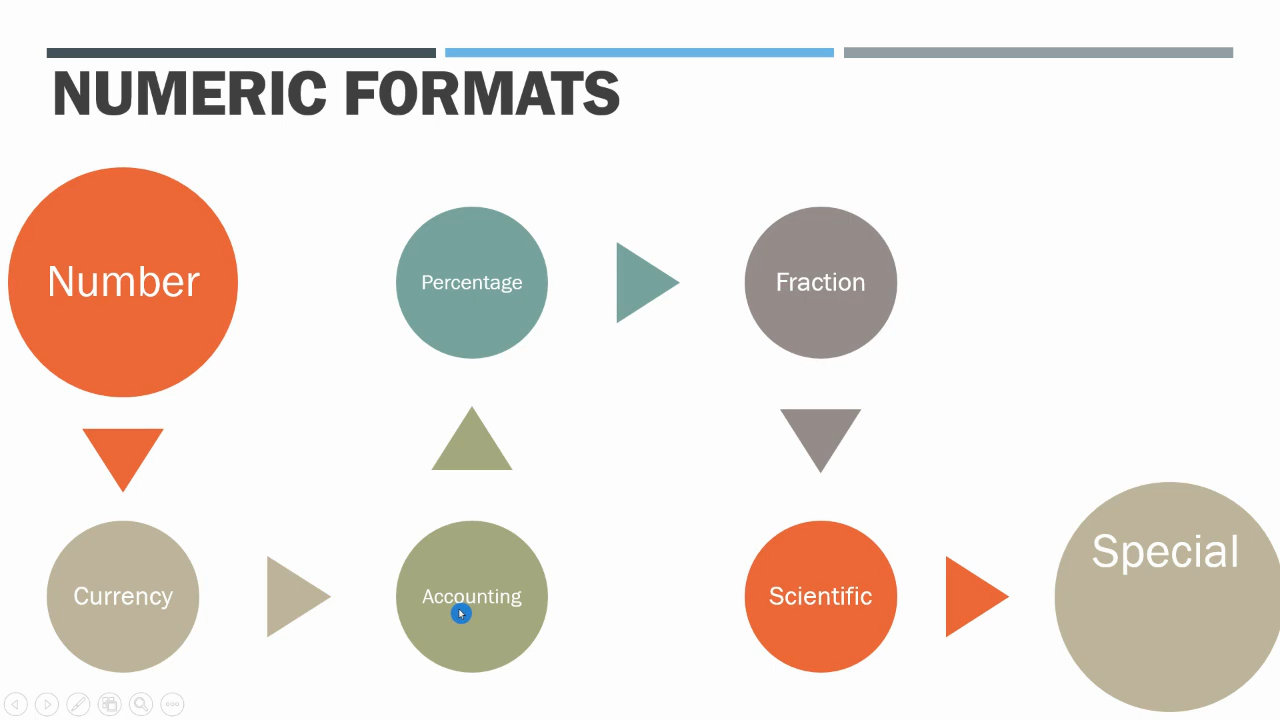 NUMERIC FORMATS
Number
Currency
Accounting
Percentage
Fraction
Scientific
Special